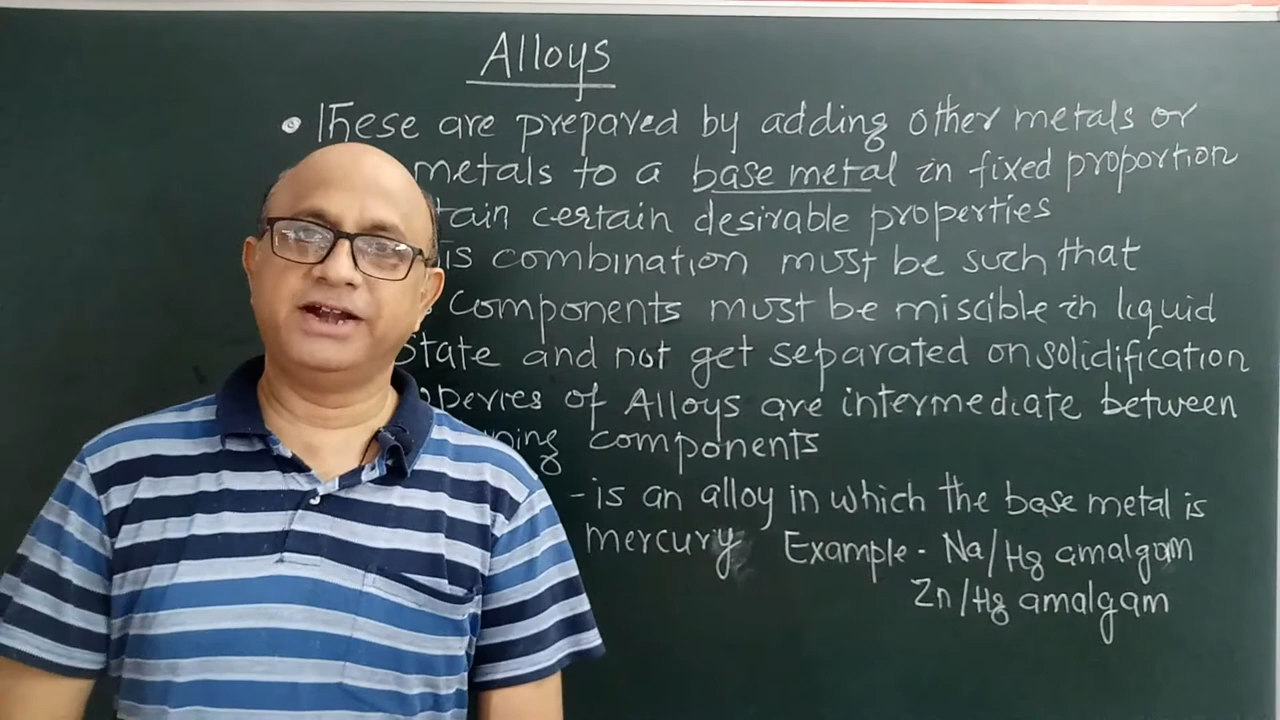 Alloys
• These are prepared by adding other metals or
metals to a base metal in fixed proportion
tain certain desirable properties
is combination must be such that
components must be miscible in liquid
state and not get separated on solidification
operies of Alloys are intermediate between
components
- is an alloy in which the base metal is
mercury Example - Na/Hg amalgam
Zn/Hg amalgam